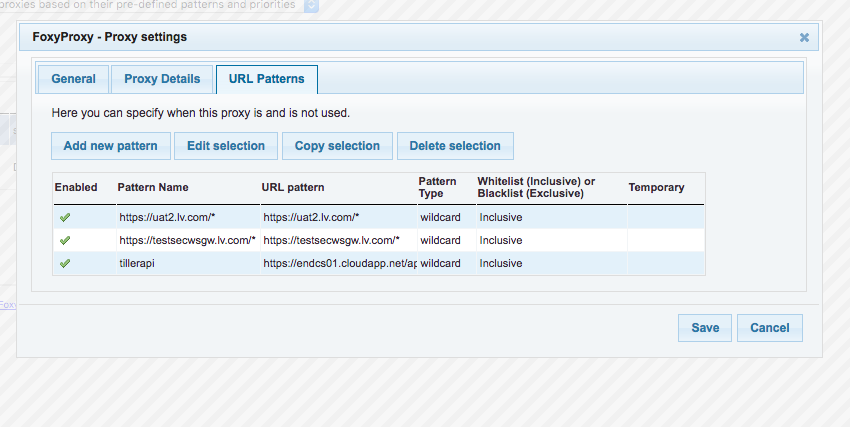 proxies based on their pre-defined patterns and priorities
FoxyProxy - Proxy settings
General Proxy Details URL Patterns
Here you can specify when this proxy is and is not used.
Add new pattern Edit selection Copy selection Delete selection
Enabled Pattern Name URL pattern Pattern Type Whitelist (Inclusive) or Blacklist (Exclusive) Temporary
https://uat2.lv.com/* https://uat2.lv.com/* wildcard Inclusive
https://testsecwsgw.lv.com/* https://testsecwsgw.lv.com/* wildcard Inclusive
tillerapi https://endcs01.cloudapp.net/ap wildcard Inclusive
Foxy
Save Cancel